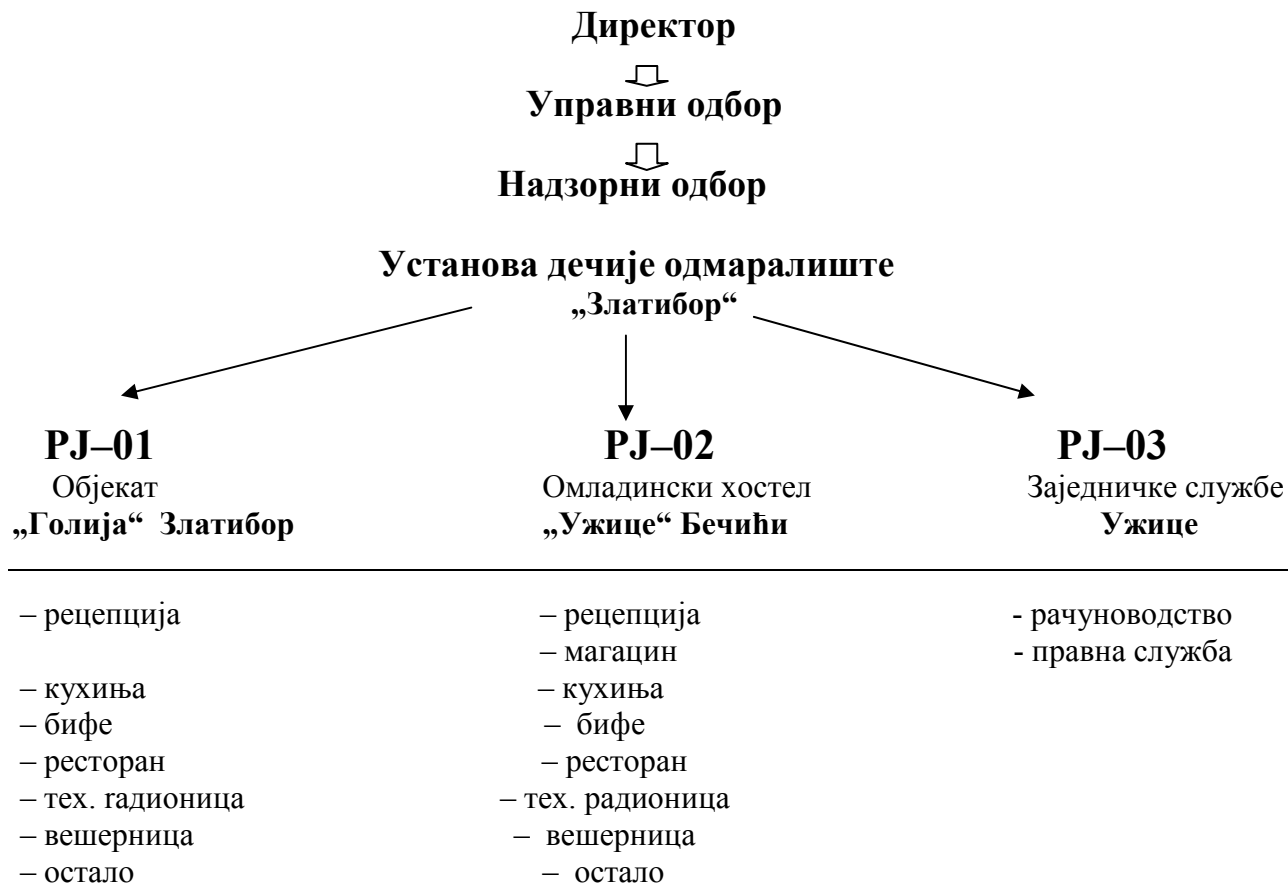 Директор
Управни одбор
Надзорни одбор
Установа дечије одмаралиште
„Златибор“
РЈ–01
Објекат
„Голија“ Златибор
РЈ–02
Омладински хостел
„Ужице“ Бечићи
РЈ–03
Заједничке службе
Ужице
– рецепција
– кухиња
– бифе
– ресторан
– тех. rадионица
– вешерница
– остало
– рецепција
– магацин
– кухиња
– бифе
– ресторан
– тех. радионица
– вешерница
– остало
- рачуноводство
- правна служба